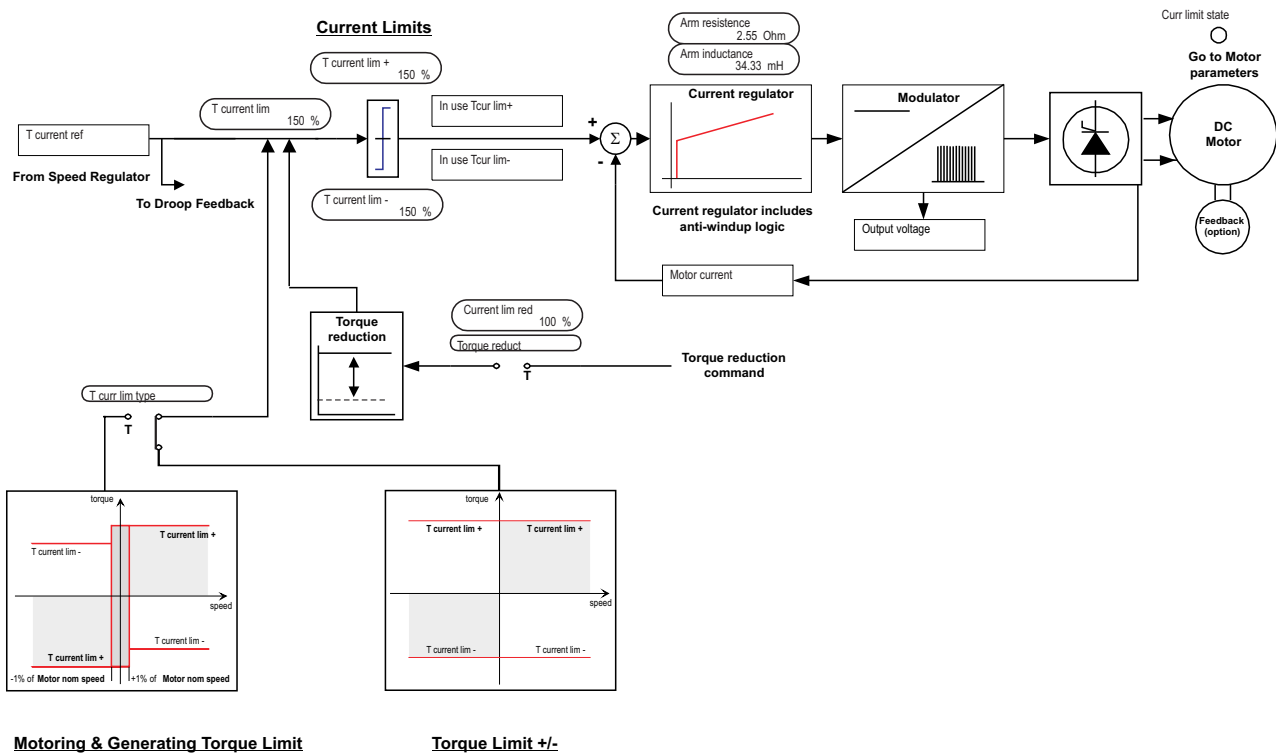 Curr limit state
Current Limits
Arm resistence
2.55 Ohm
Arm inductance
34.33 mH
Go to Motor
parameters
T current lim +
150 %
T current lim
150 %
In use Tcur lim+
Current regulator
Modulator
T current ref
+
Σ
-
DC
Motor
In use Tcur lim-
From Speed Regulator
To Droop Feedback
T current lim -
150 %
Current regulator includes
anti-windup logic
Output voltage
Feedback
(option)
Motor current
Torque
reduction
Current lim red
100 %
Torque reduct
T
Torque reduction
command
T curr lim type
T
torque
T current lim +
T current lim -
speed
T current lim -
T current lim +
-1% of Motor nom speed
+1% of Motor nom speed
torque
T current lim +
T current lim +
speed
T current lim -
T current lim -
Motoring & Generating Torque Limit
Torque Limit +/-